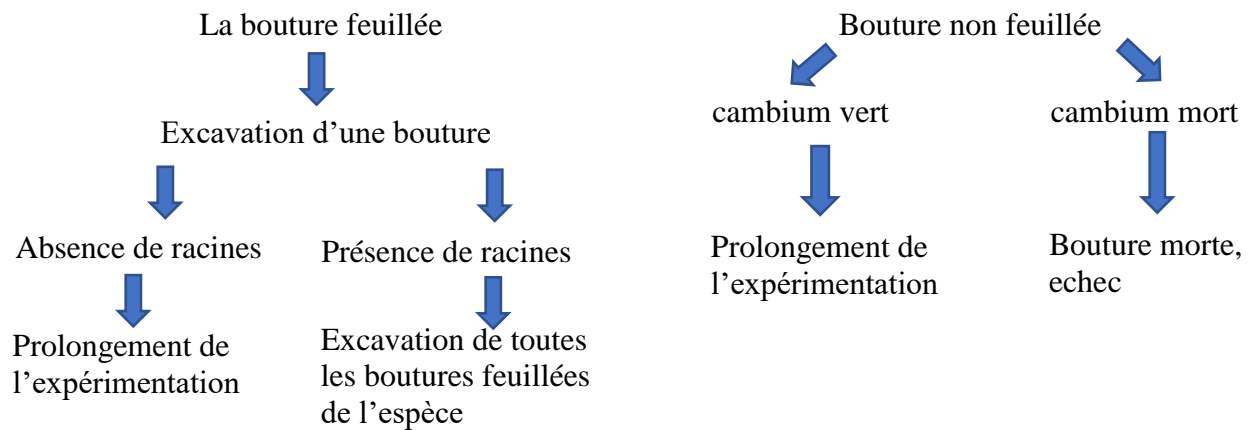 La bouture feuillée
Excavation d'une bouture
Absence de racines
Prolongement de
l'expérimentation
Présence de racines
Excavation de toutes
les boutures feuillées
de l'espèce
Bouture non feuillée
cambium vert
Prolongement de
l'expérimentation
cambium mort
Bouture morte,
echec